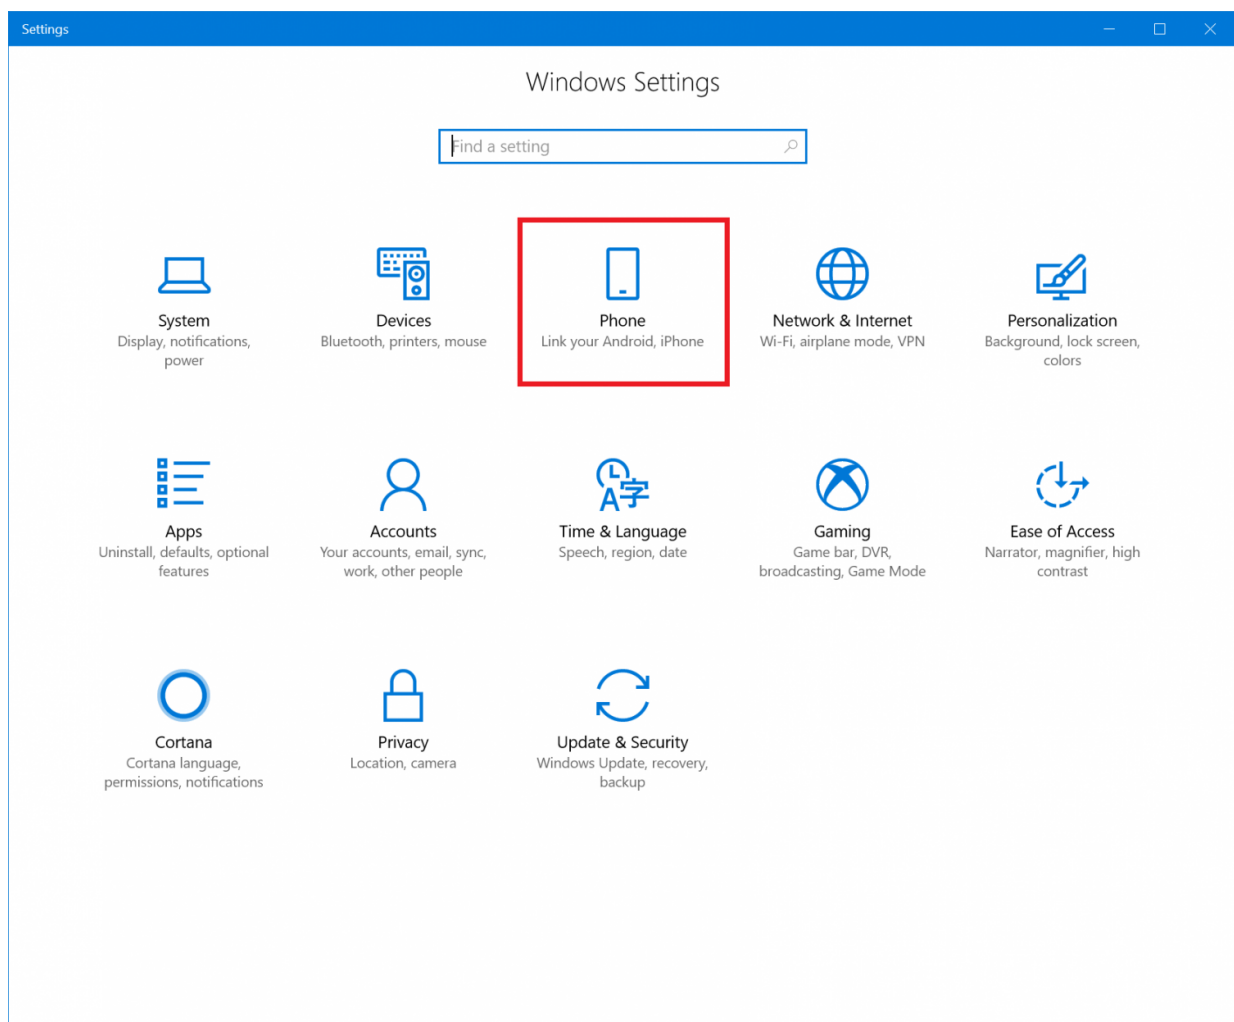 Settings
Windows Settings
Find a setting
System
Display, notifications,
power
Devices
Bluetooth, printers, mouse
Phone
Link your Android, iPhone
Network & Internet
Wi-Fi, airplane mode, VPN
Personalization
Background, lock screen,
colors
Apps
Uninstall, defaults, optional
features
Accounts
Your accounts, email, sync,
work, other people
Time & Language
Speech, region, date
Gaming
Game bar, DVR,
broadcasting, Game Mode
Ease of Access
Narrator, magnifier, high
contrast
Cortana
Cortana language,
permissions, notifications
Privacy
Location, camera
Update & Security
Windows Update, recovery,
backup